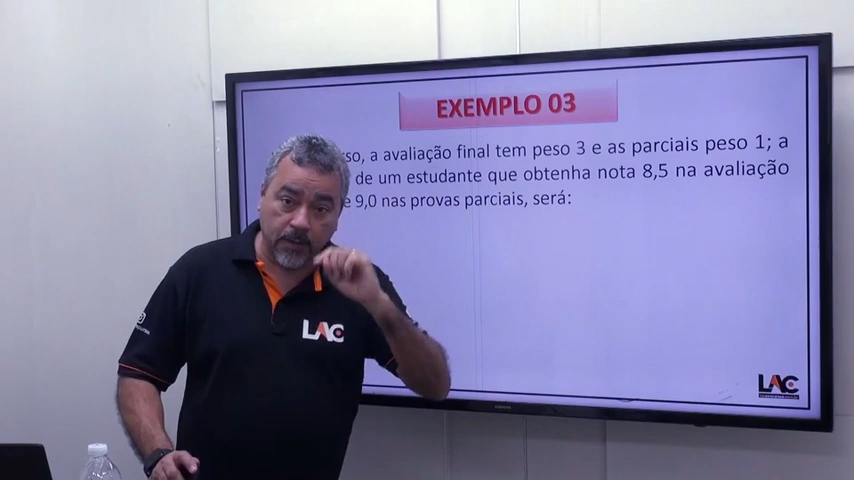 EXEMPLO 03
rso, a avaliação final tem peso 3 e as parciais peso 1; a
de um estudante que obtenha nota 8,5 na avaliação
e 9,0 nas provas parciais, será:
LAC
LAC